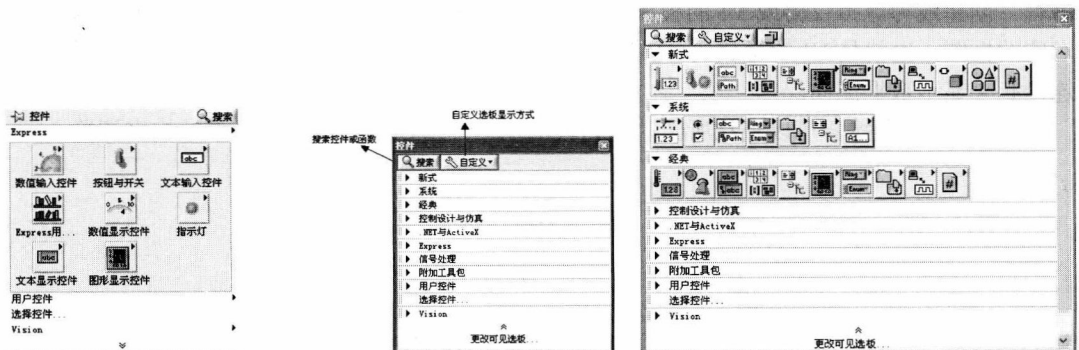 控件 搜索
Express
数值输入控件 按钮与开关 文本输入控件
Express用... 数值显示控件 指示灯
文本显示控件 图形显示控件
用户控件
选择控件...
Vision
自定义选板显示方式
搜索控件或函数
控件
搜索 自定义
新式
系统
经典
控制设计与仿真
.NET与ActiveX
Express
信号处理
附加工具包
用户控件
选择控件...
Vision
更改可见选板...
控件
搜索 自定义
新式
系统
经典
控制设计与仿真
.NET与ActiveX
Express
信号处理
附加工具包
用户控件
选择控件...
Vision
更改可见选板...